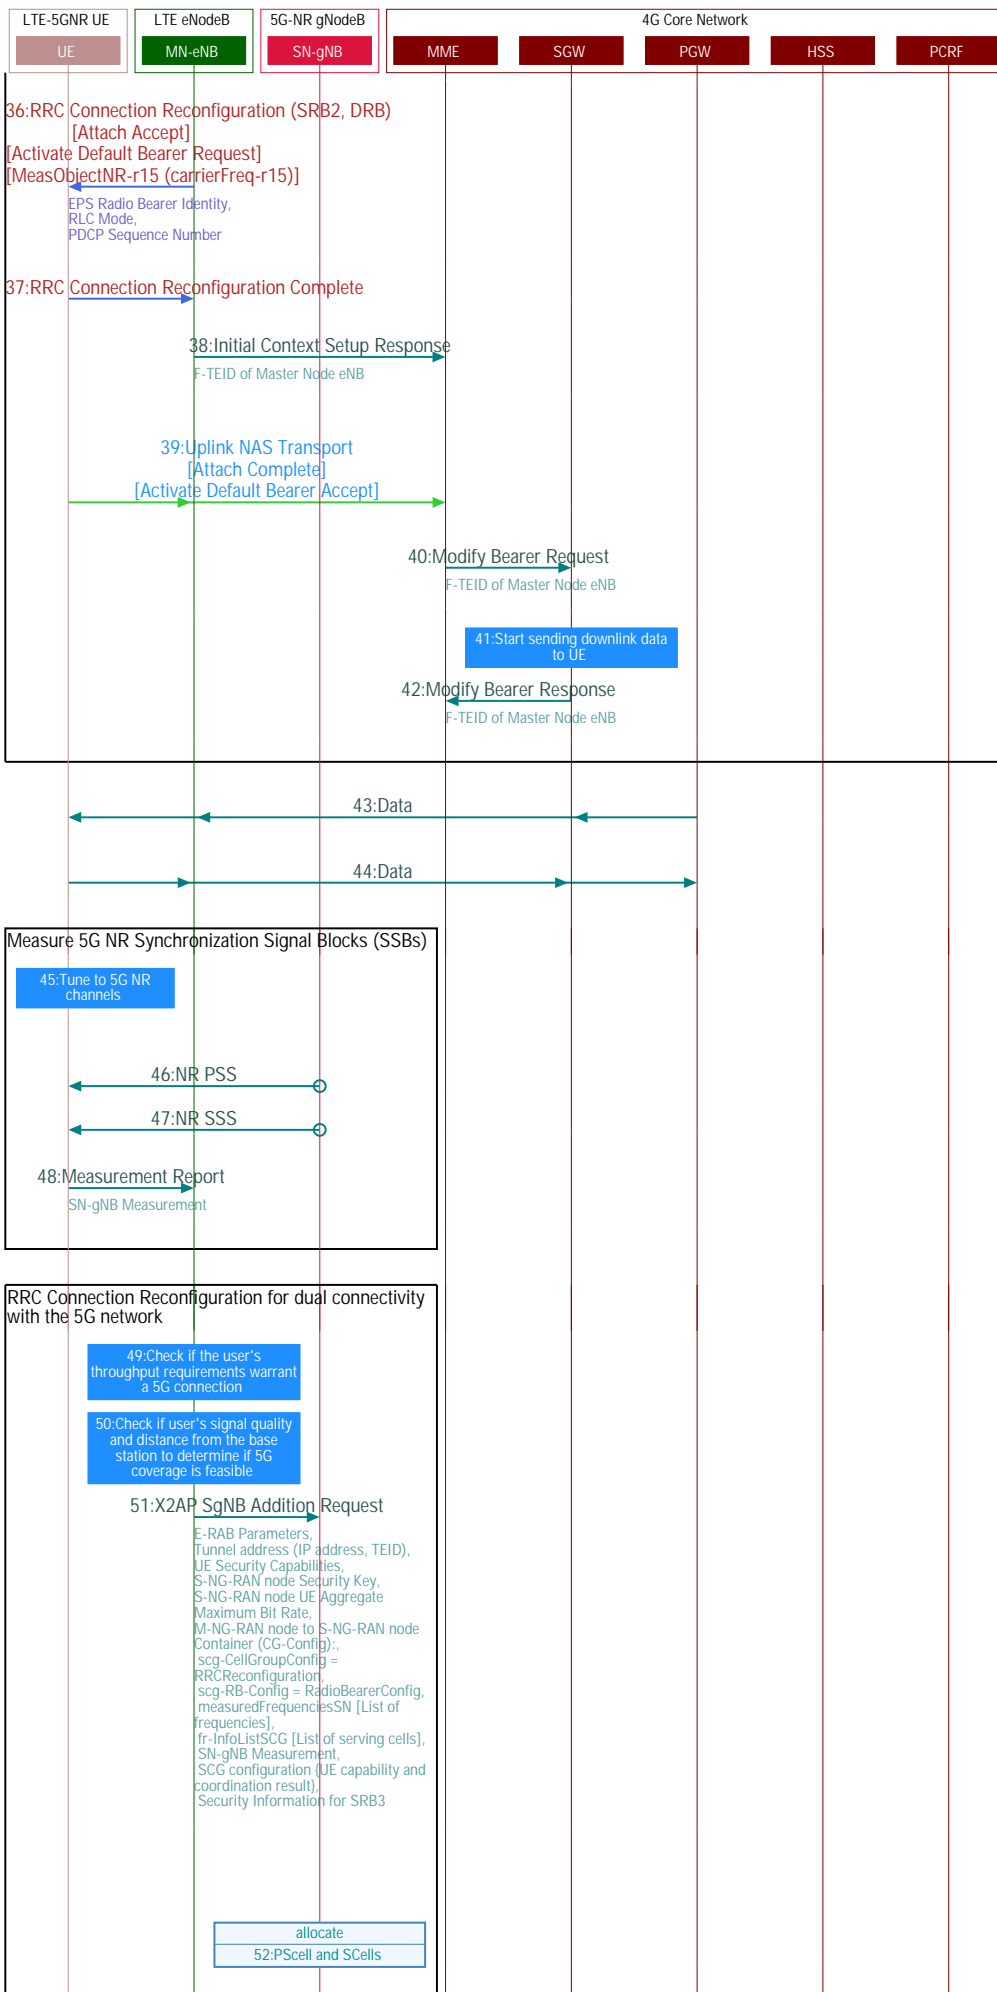 LTE-5GNR UE
LTE eNodeB
5G-NR gNodeB
4G Core Network
UE
MN-eNB
SN-gNB
MME
SGW
PGW
HSS
PCRF
36:RRC Connection Reconfiguration (SRB2, DRB)
[Attach Accept]
[Activate Default Bearer Request]
[MeasObjectNR-r15 (carrierFreq-r15)]
EPS Radio Bearer Identity,
RLC Mode,
PDCP Sequence Number
37:RRC Connection Reconfiguration Complete
38:Initial Context Setup Response
F-TEID of Master Node eNB
39:Uplink NAS Transport
[Attach Complete]
[Activate Default Bearer Accept]
40:Modify Bearer Request
F-TEID of Master Node eNB
41:Start sending downlink data
to UE
42:Modify Bearer Response
F-TEID of Master Node eNB
43:Data
44:Data
Measure 5G NR Synchronization Signal Blocks (SSBs)
45:Tune to 5G NR
channels
46:NR PSS
47:NR SSS
48:Measurement Report
SN-gNB Measurement
RRC Connection Reconfiguration for dual connectivity
with the 5G network
49:Check if the user's
throughput requirements warrant
a 5G connection
50:Check if user's signal quality
and distance from the base
station to determine if 5G
coverage is feasible
51:X2AP SgNB Addition Request
E-RAB Parameters,
Tunnel address (IP address, TEID),
UE Security Capabilities,
S-NG-RAN node Security Key,
S-NG-RAN node UE Aggregate
Maximum Bit Rate,
M-NG-RAN node to S-NG-RAN node
Container (CG-Config):,
scg-CellGroupConfig =
RRCReconfiguration,
scg-RB-Config = RadioBearerConfig,
measuredFrequenciesSN [List of
frequencies],
fr-InfoListSCG [List of serving cells],
SN-gNB Measurement,
SCG configuration {UE capability and
coordination result},
Security Information for SRB3
allocate
52:PScell and SCells